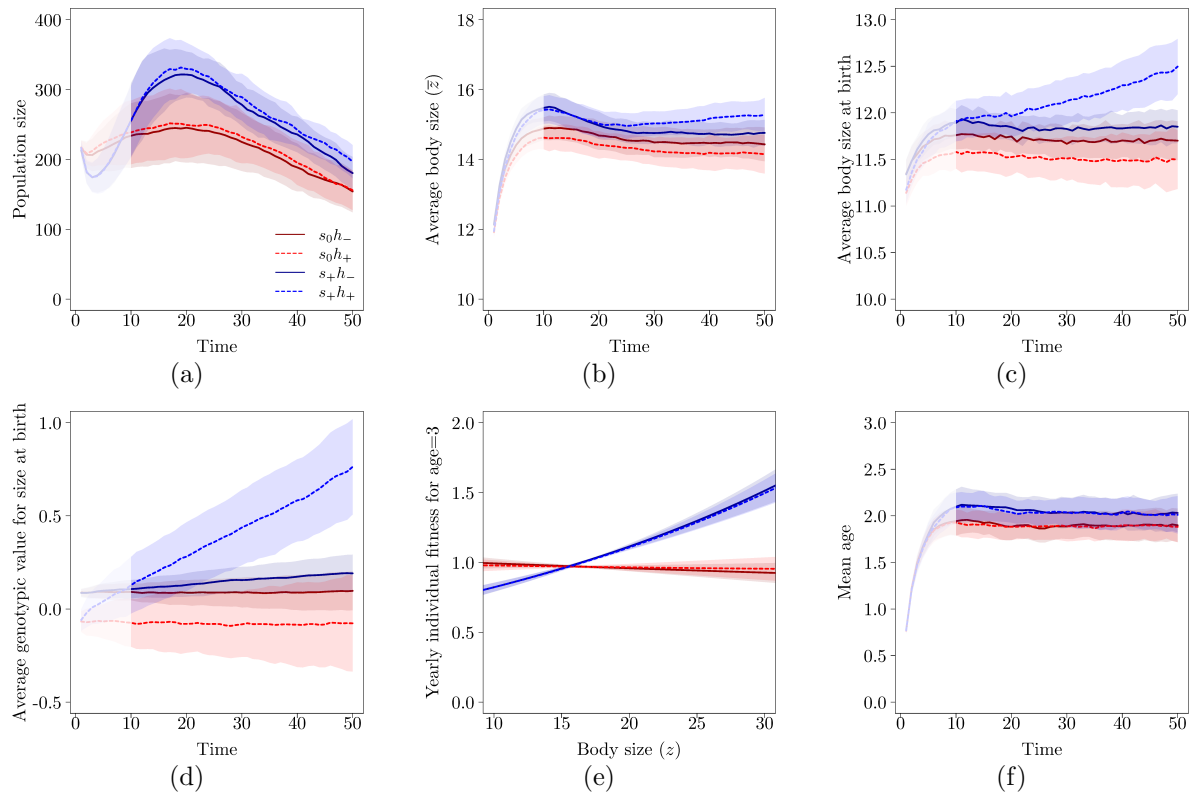 400
300
200
100
0
Population size
0 10 20 30 40 50
Time
s₀h₋
s₀h₊
s₊h₋
s₊h₊
(a)
18
16
14
12
10
Average body size (z̄)
0 10 20 30 40 50
Time
(b)
13.0
12.5
12.0
11.5
11.0
10.5
10.0
Average body size at birth
0 10 20 30 40 50
Time
(c)
1.0
0.5
0.0
-0.5
Average genotypic value for size at birth
0 10 20 30 40 50
Time
(d)
2.0
1.5
1.0
0.5
0.0
Yearly individual fitness for age=3
10 15 20 25 30
Body size (z)
(e)
3.0
2.5
2.0
1.5
1.0
0.5
0.0
Mean age
0 10 20 30 40 50
Time
(f)